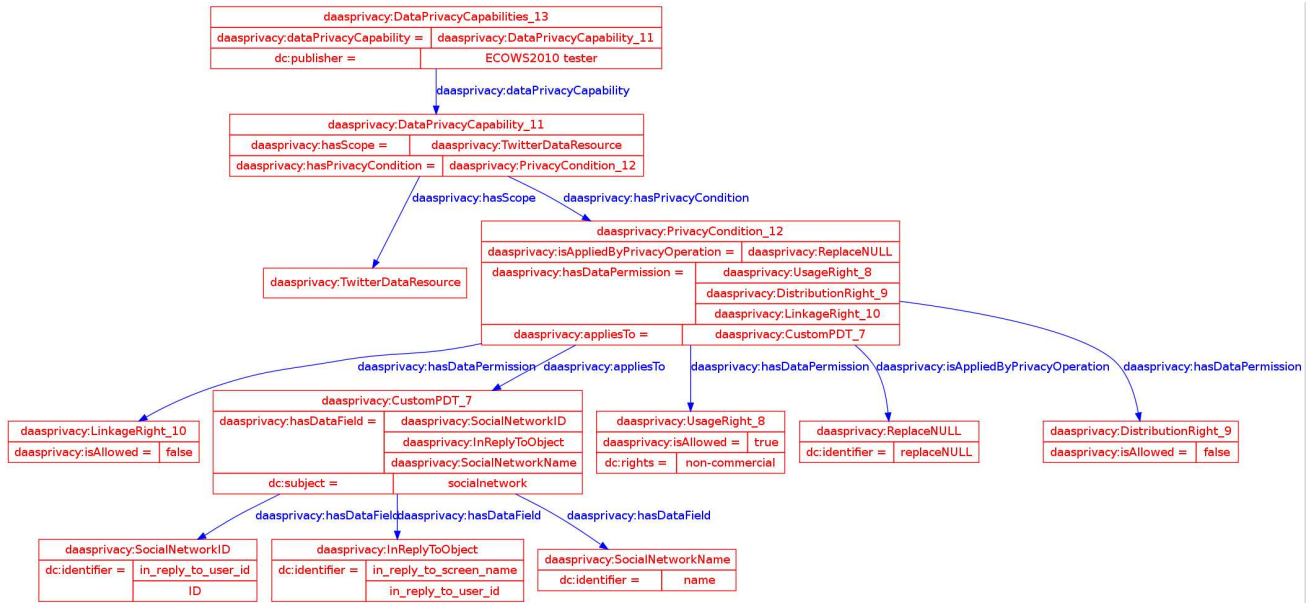 daasprivacy:DataPrivacyCapabilities_13
daasprivacy:dataPrivacyCapability = daasprivacy:DataPrivacyCapability_11
dc:publisher = ECOWS2010 tester
daasprivacy:dataPrivacyCapability
daasprivacy:DataPrivacyCapability_11
daasprivacy:hasScope = daasprivacy:TwitterDataResource
daasprivacy:hasPrivacyCondition = daasprivacy:PrivacyCondition_12
daasprivacy:hasScope daasprivacy:hasPrivacyCondition
daasprivacy:TwitterDataResource
daasprivacy:PrivacyCondition_12
daasprivacy:isAppliedByPrivacyOperation = daasprivacy:ReplaceNULL
daasprivacy:hasDataPermission = daasprivacy:UsageRight_8
daasprivacy:DistributionRight_9
daasprivacy:LinkageRight_10
daasprivacy:appliesTo = daasprivacy:CustomPDT_7
daasprivacy:hasDataPermission daasprivacy:appliesTo daasprivacy:hasDataPermission daasprivacy:isAppliedByPrivacyOperation daasprivacy:hasDataPermission
daasprivacy:LinkageRight_10
daasprivacy:isAllowed = false
daasprivacy:CustomPDT_7
daasprivacy:hasDataField = daasprivacy:SocialNetworkID
daasprivacy:InReplyToObject
daasprivacy:SocialNetworkName
dc:subject = socialnetwork
daasprivacy:UsageRight_8
daasprivacy:isAllowed = true
dc:rights = non-commercial
daasprivacy:ReplaceNULL
dc:identifier = replaceNULL
daasprivacy:DistributionRight_9
daasprivacy:isAllowed = false
daasprivacy:hasDataField daasprivacy:hasDataField daasprivacy:hasDataField
daasprivacy:SocialNetworkID
dc:identifier = in_reply_to_user_id
ID
daasprivacy:InReplyToObject
dc:identifier = in_reply_to_screen_name
in_reply_to_user_id
daasprivacy:SocialNetworkName
dc:identifier = name